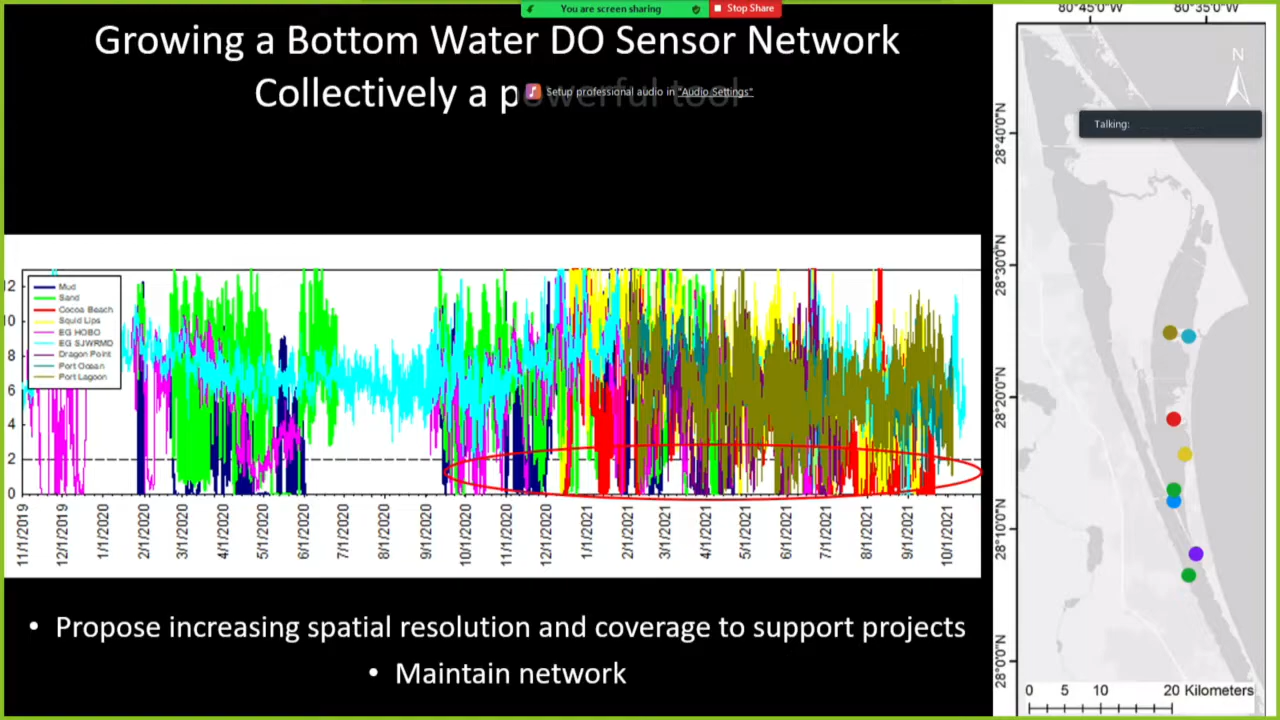 You are screen sharing
Stop Share
Growing a Bottom Water DO Sensor Network
Collectively a powerful tool
Setup professional audio in "Audio Settings"
Mud
Sand
Cocoa Beach
Squid Lips
EG HOBO
EG SJWRMD
Dragon Point
Port Ocean
Port Lagoon
12
10
8
6
4
2
0
11/1/2019
12/1/2019
1/1/2020
2/1/2020
3/1/2020
4/1/2020
5/1/2020
6/1/2020
7/1/2020
8/1/2020
9/1/2020
10/1/2020
11/1/2020
12/1/2020
1/1/2021
2/1/2021
3/1/2021
4/1/2021
5/1/2021
6/1/2021
7/1/2021
8/1/2021
9/1/2021
10/1/2021
• Propose increasing spatial resolution and coverage to support projects
• Maintain network
80°45'0"W 80°35'0"W
N
Talking:
28°40'0"N
28°30'0"N
28°20'0"N
28°10'0"N
28°0'0"N
0 5 10 20 Kilometers